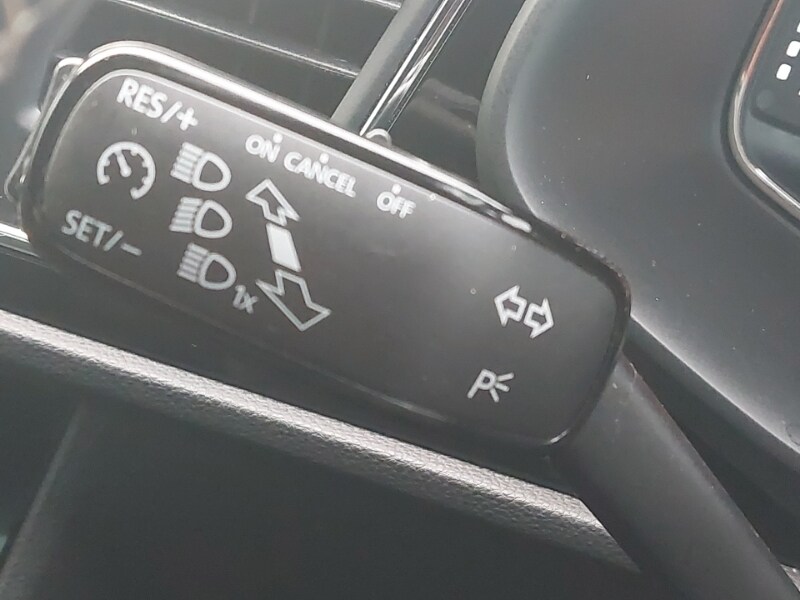 RES/+
ON CANCEL OFF
SET/–
1x
P